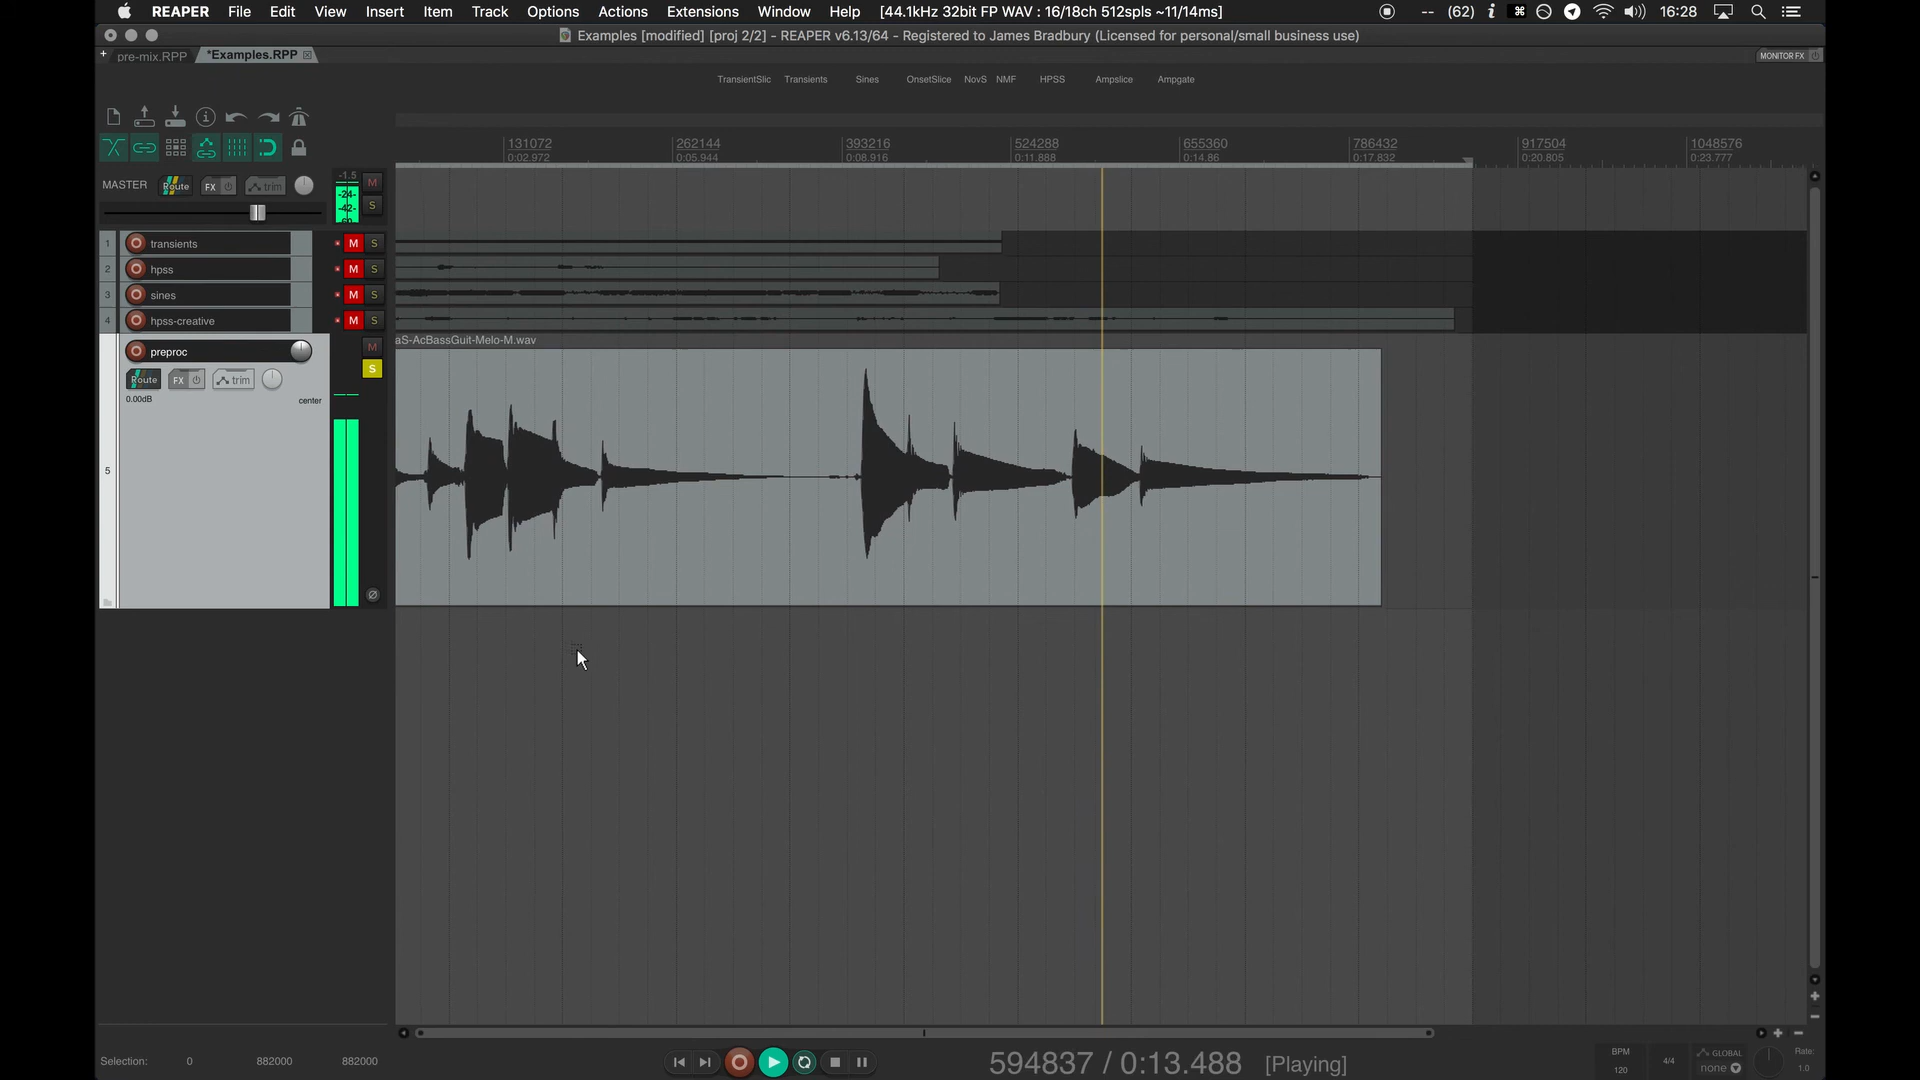 REAPER File Edit View Insert Item Track Options Actions Extensions Window Help [44.1kHz 32bit FP WAV : 16/18ch 512spls ~11/14ms] -- (62) 16:28
Examples [modified] [proj 2/2] - REAPER v6.13/64 - Registered to James Bradbury (Licensed for personal/small business use)
+ pre-mix.RPP *Examples.RPP MONITOR FX
TransientSlic Transients Sines OnsetSlice NovS NMF HPSS Ampslice Ampgate
131072 262144 393216 524288 655360 786432 917504 1048576
0:02.972 0:05.944 0:08.916 0:11.888 0:14.86 0:17.832 0:20.805 0:23.777
MASTER Route FX trim -1.5 M
-24-
-42- S
-60-
1 transients M S
2 hpss M S
3 sines M S
4 hpss-creative M S
aS-AcBassGuit-Melo-M.wav
preproc M
S
Route FX trim
0.00dB center
5
Selection: 0 882000 882000
594837 / 0:13.488 [Playing]
BPM
120
4/4
GLOBAL
none
Rate:
1.0